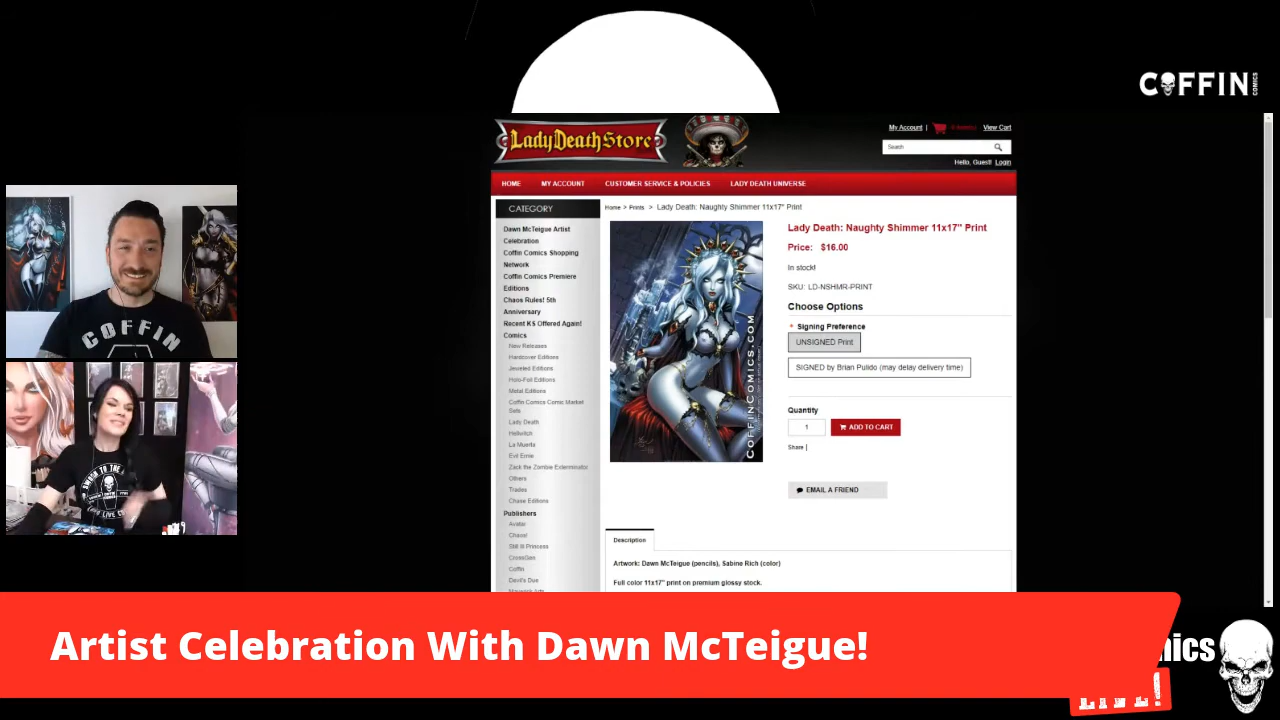 COFFIN COMICS
LadyDeathStore
My Account | View Cart
Search
Hello, Guest! Login
HOME MY ACCOUNT CUSTOMER SERVICE & POLICIES LADY DEATH UNIVERSE
CATEGORY
Dawn McTeigue Artist
Celebration
Coffin Comics Shopping
Network
Coffin Comics Premiere
Editions
Chaos Rules! 5th
Anniversary
Recent KS Offered Again!
Comics
New Releases
Hardcover Editions
Jeweled Editions
Holo-Foil Editions
Metal Editions
Coffin Comics Comic Market
Sets
Lady Death
Hellwitch
La Muerta
Evil Ernie
Zack the Zombie Exterminator
Others
Trades
Chase Editions
Publishers
Avatar
Chaos!
CrossGen
Coffin
Devil's Due
Home > Prints > Lady Death: Naughty Shimmer 11x17" Print
COFFINCOMICS.COM
Lady Death: Naughty Shimmer 11x17" Print
Price: $16.00
In stock!
SKU: LD-NSHMR-PRINT
Choose Options
* Signing Preference
UNSIGNED Print
SIGNED by Brian Pulido (may delay delivery time)
Quantity
1 ADD TO CART
Share |
EMAIL A FRIEND
Description
Artwork: Dawn McTeigue (pencils), Sabine Rich (color)
Full color 11x17" print on premium glossy stock.
COFFIN
Artist Celebration With Dawn McTeigue!
mics
LIVE!